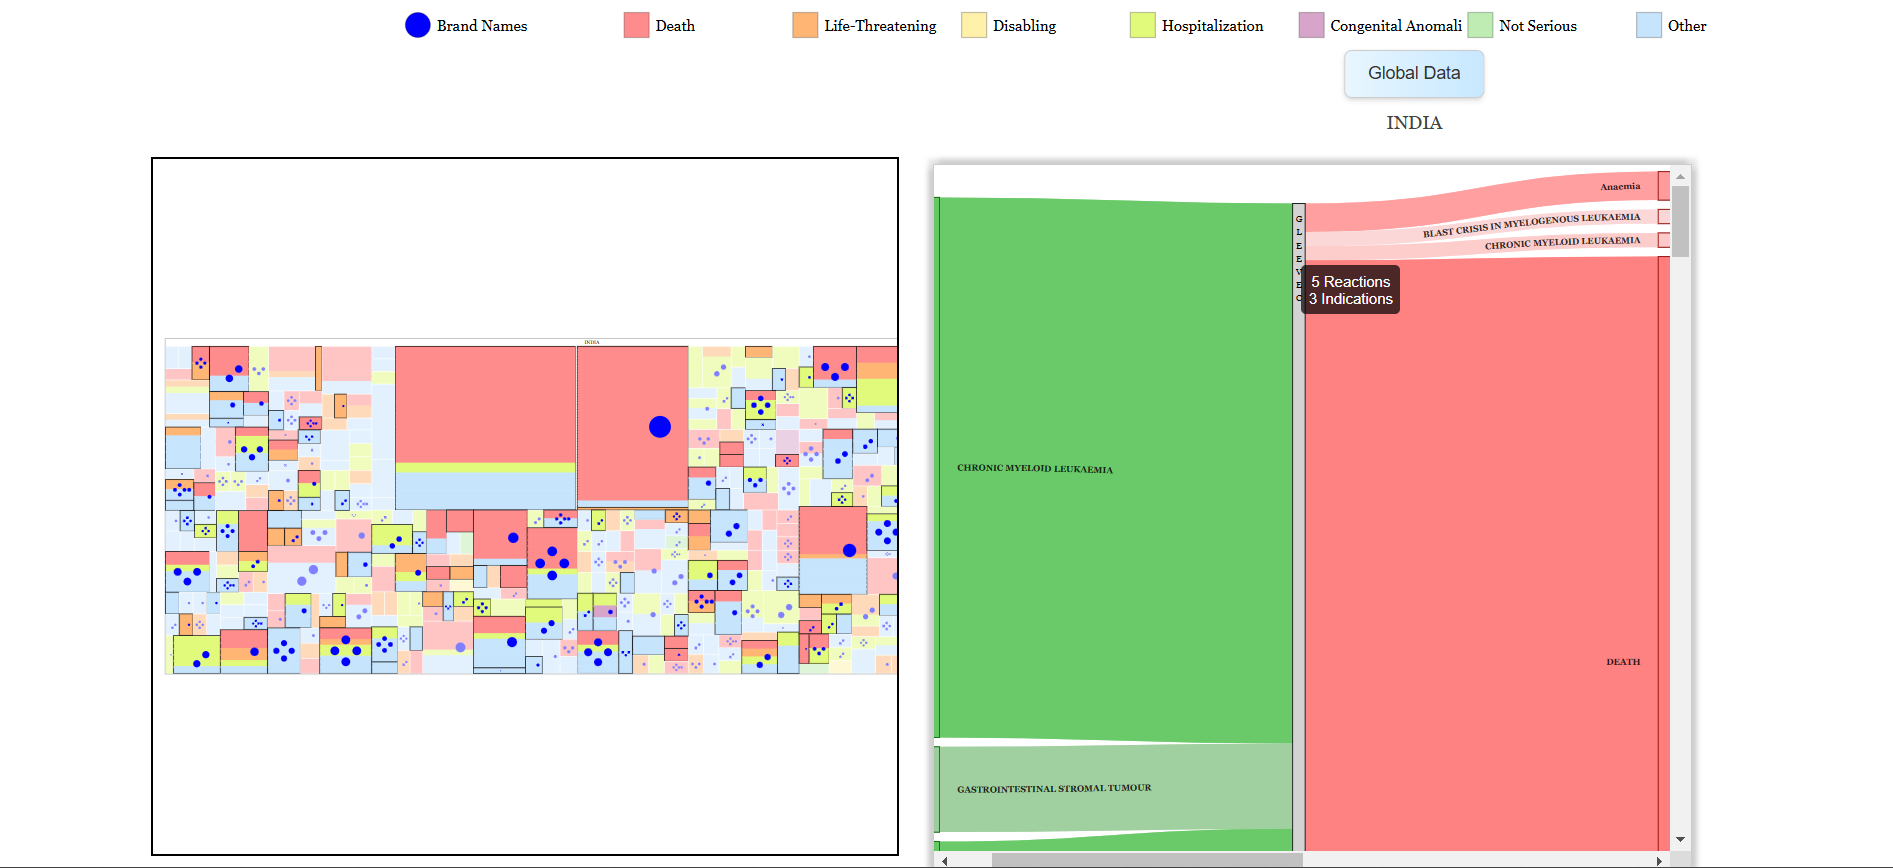 Brand Names
Death
Life-Threatening
Disabling
Hospitalization
Congenital Anomali
Not Serious
Other
Global Data
INDIA
INDIA
Anaemia
BLAST CRISIS IN MYELOGENOUS LEUKAEMIA
CHRONIC MYELOID LEUKAEMIA
G
L
E
E
V
E
C
5 Reactions
3 Indications
CHRONIC MYELOID LEUKAEMIA
DEATH
GASTROINTESTINAL STROMAL TUMOUR